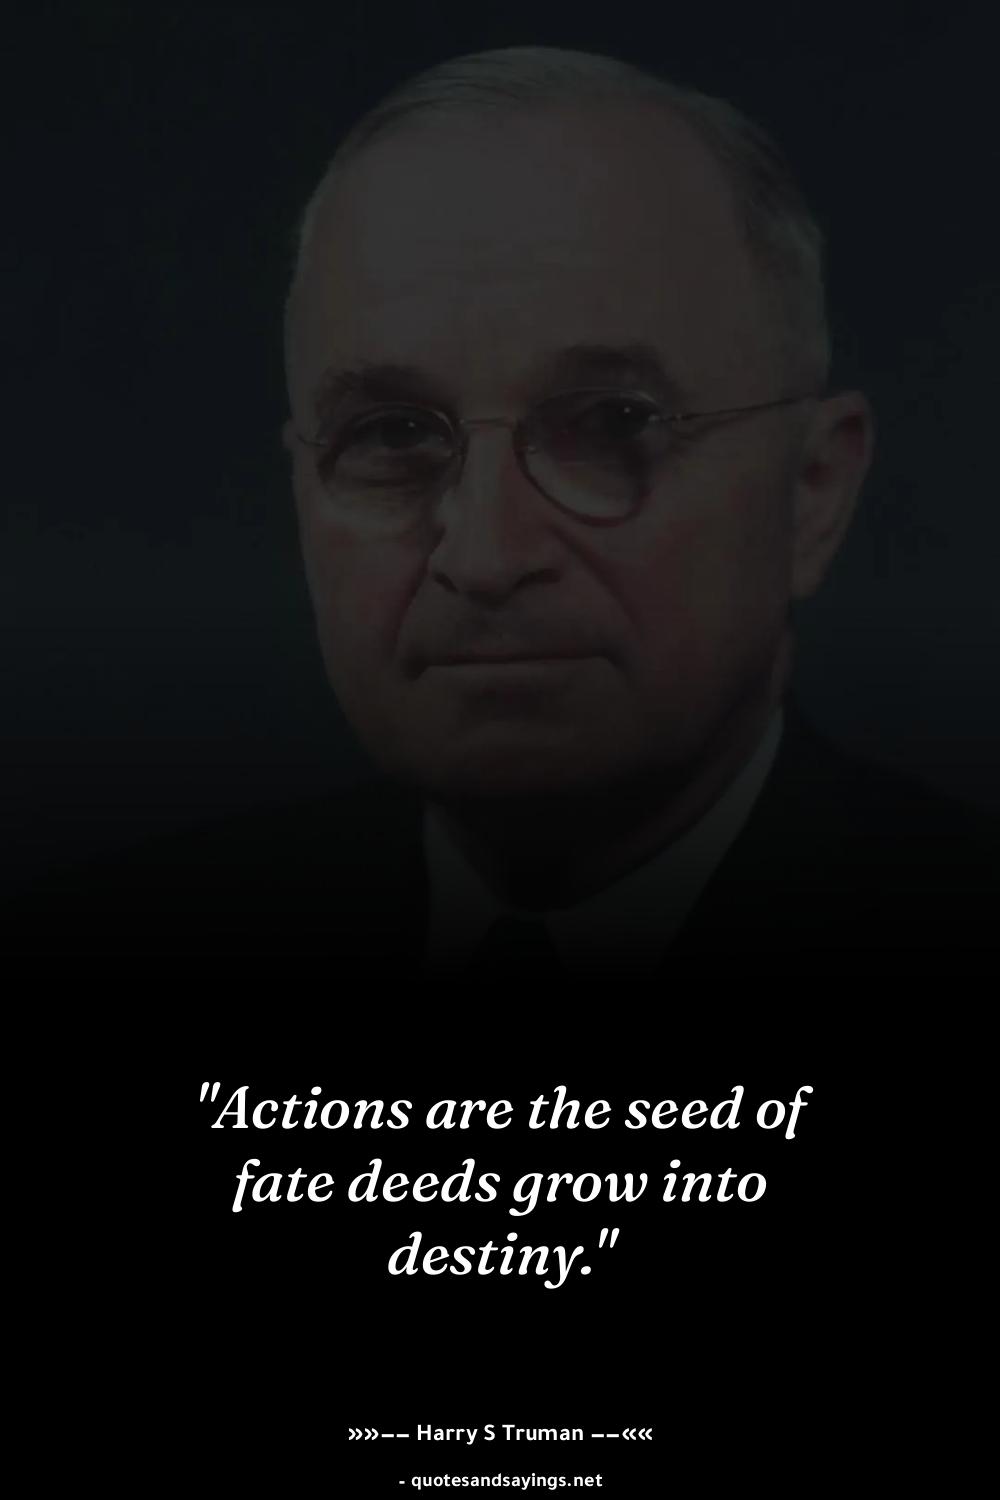 "Actions are the seed of
fate deeds grow into
destiny."
»»-- Harry S Truman --««
- quotesandsayings.net